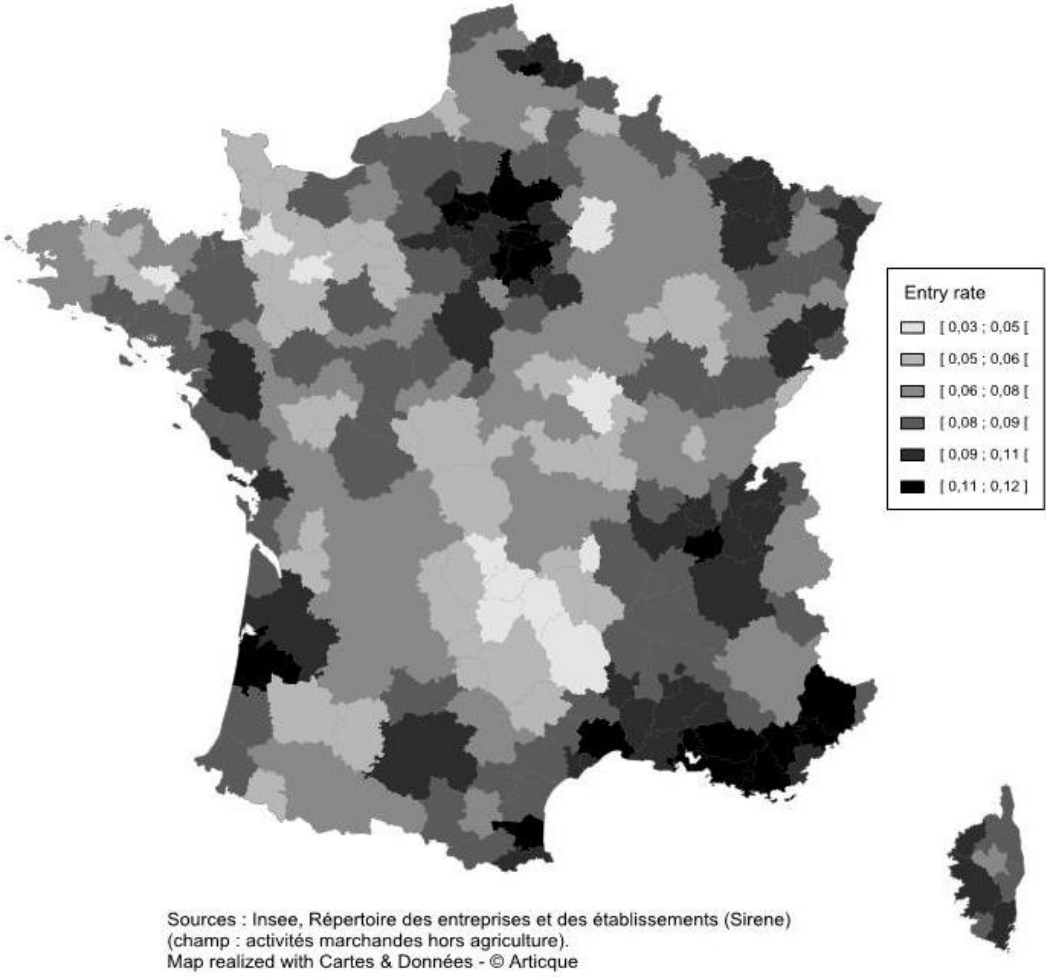 Entry rate
[ 0,03 ; 0,05 [
[ 0,05 ; 0,06 [
[ 0,06 ; 0,08 [
[ 0,08 ; 0,09 [
[ 0,09 ; 0,11 [
[ 0,11 ; 0,12 ]
Sources : Insee, Répertoire des entreprises et des établissements (Sirene)
(champ : activités marchandes hors agriculture).
Map realized with Cartes & Données - © Articque